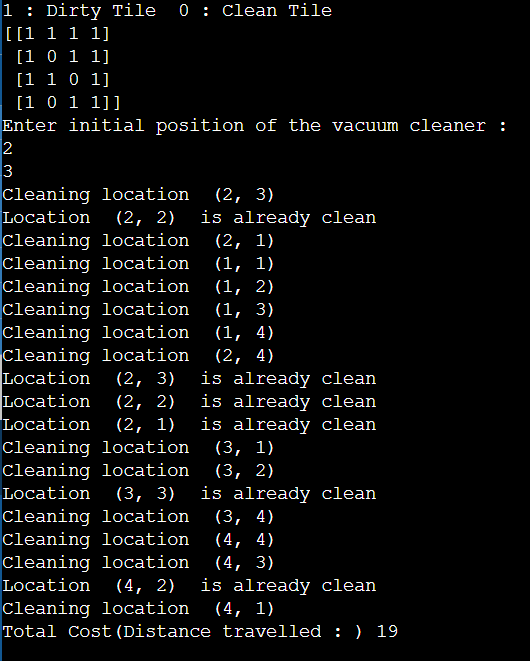 1 : Dirty Tile  0 : Clean Tile
[[1 1 1 1]
 [1 0 1 1]
 [1 1 0 1]
 [1 0 1 1]]
Enter initial position of the vacuum cleaner :
2
3
Cleaning location  (2, 3)
Location  (2, 2)  is already clean
Cleaning location  (2, 1)
Cleaning location  (1, 1)
Cleaning location  (1, 2)
Cleaning location  (1, 3)
Cleaning location  (1, 4)
Cleaning location  (2, 4)
Location  (2, 3)  is already clean
Location  (2, 2)  is already clean
Location  (2, 1)  is already clean
Cleaning location  (3, 1)
Cleaning location  (3, 2)
Location  (3, 3)  is already clean
Cleaning location  (3, 4)
Cleaning location  (4, 4)
Cleaning location  (4, 3)
Location  (4, 2)  is already clean
Cleaning location  (4, 1)
Total Cost(Distance travelled : ) 19